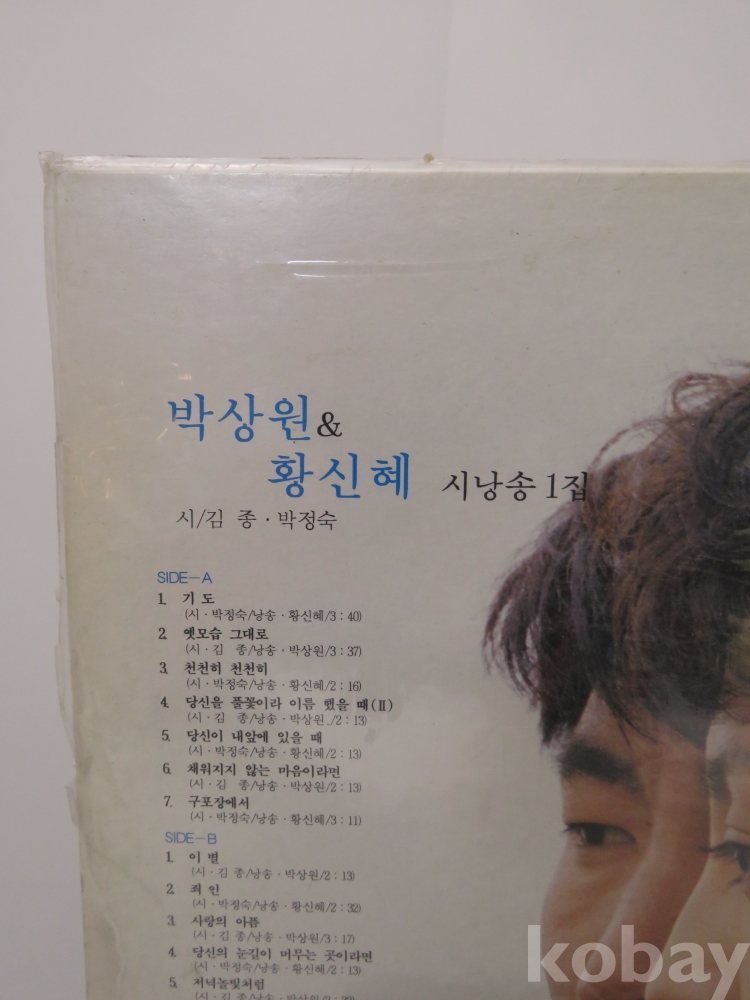 박상원&
황신혜 시낭송 1집
시/김 종·박정숙
SIDE-A
1. 기 도
(시·박정숙/낭송·황신혜/3:40)
2. 옛모습 그대로
(시·김 종/낭송·박상원/3:37)
3. 천천히 천천히
(시·박정숙/낭송·황신혜/2:16)
4. 당신을 풀꽃이라 이름 했을 때(II)
(시·김 종/낭송·박상원./2:13)
5. 당신이 내앞에 있을 때
(시·박정숙/낭송·황신혜/2:13)
6. 채워지지 않는 마음이라면
(시·김 종/낭송·박상원/2:13)
7. 구포장에서
(시·박정숙/낭송·황신혜/3:11)
SIDE-B
1. 이 별
(시·김 종/낭송·박상원/2:13)
2. 죄 인
(시·박정숙/낭송·황신혜/2:32)
3. 사랑의 아픔
(시·김 종/낭송·박상원/3:17)
4. 당신의 눈길이 머무는 곳이라면
(시·박정숙/낭송·황신혜/2:13)
5. 저녁놀빛처럼
kobay